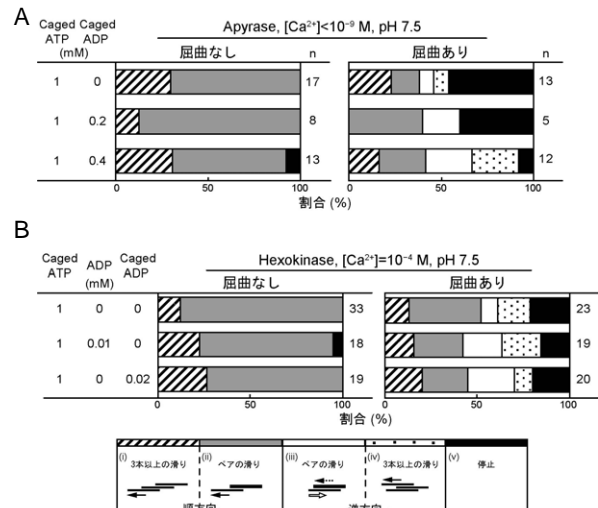 A
Apyrase, [Ca²⁺]<10⁻⁹ M, pH 7.5
Caged ATP Caged ADP (mM)
屈曲なし n 屈曲あり n
1 0 17 13
1 0.2 8 5
1 0.4 13 12
0 50 100 0 50 100
割合 (%)
B
Hexokinase, [Ca²⁺]=10⁻⁴ M, pH 7.5
Caged ATP ADP Caged ADP (mM)
屈曲なし 屈曲あり
1 0 0 33 23
1 0.01 0 18 19
1 0 0.02 19 20
0 50 100 0 50 100
割合 (%)
(i) (ii) (iii) (iv) (v)
3本以上の滑り ペアの滑り ペアの滑り 3本以上の滑り 停止
順方向 逆方向